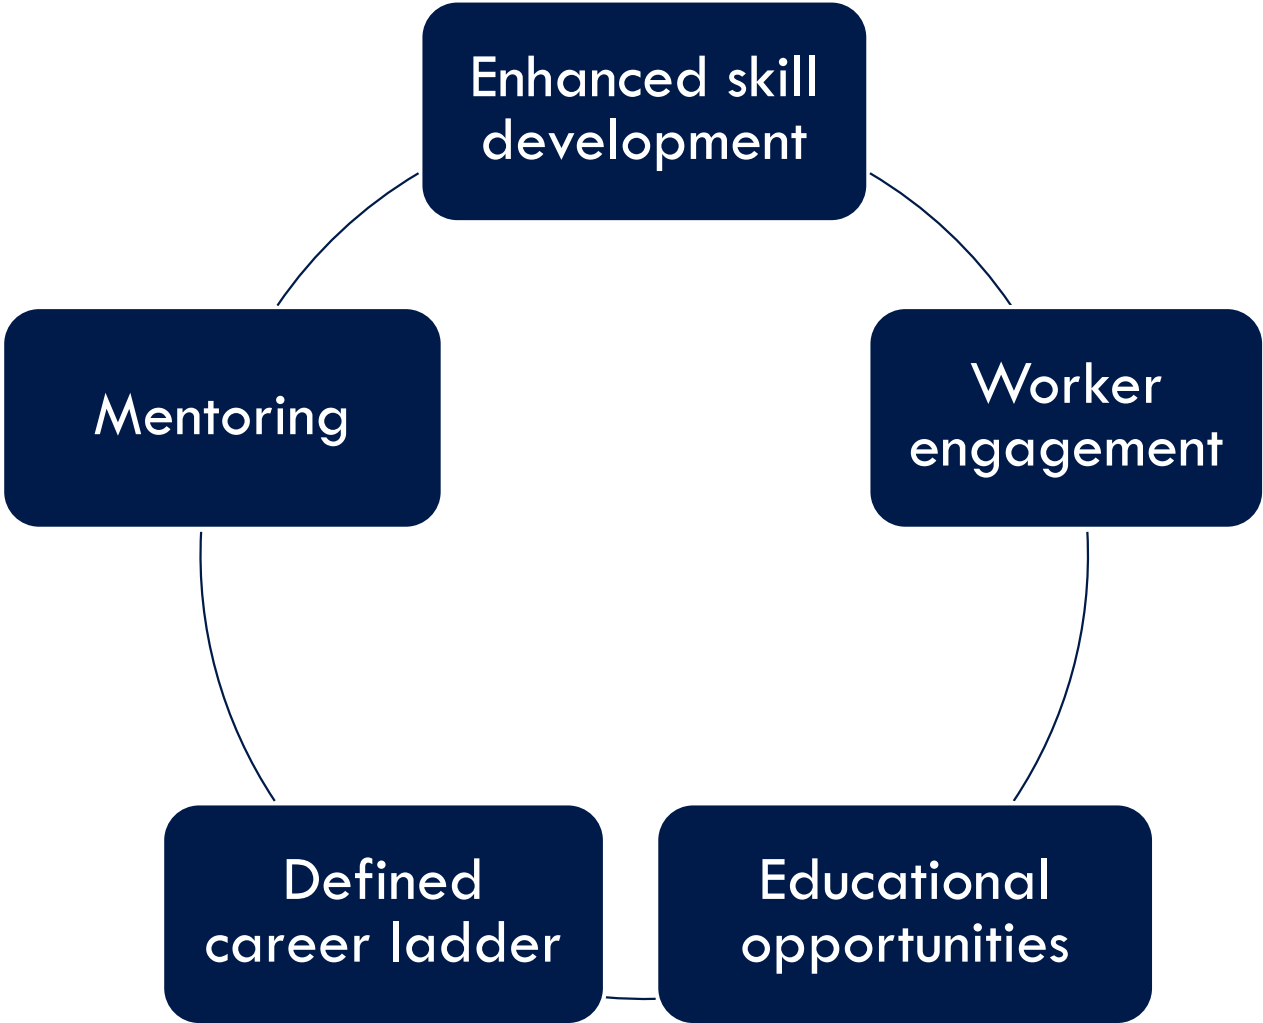 Enhanced skill
development
Worker
engagement
Educational
opportunities
Defined
career ladder
Mentoring